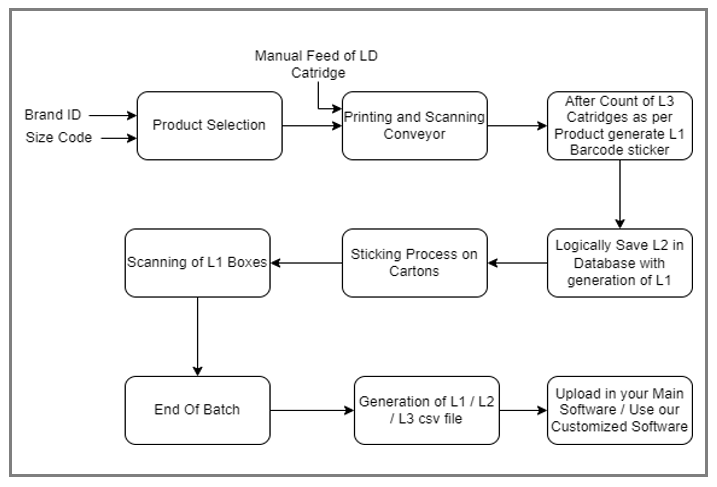 Manual Feed of LD
Catridge
Brand ID
Size Code
Product Selection
Printing and Scanning
Conveyor
After Count of L3
Catridges as per
Product generate L1
Barcode sticker
Scanning of L1 Boxes
Sticking Process on
Cartons
Logically Save L2 in
Database with
generation of L1
End Of Batch
Generation of L1 / L2
/ L3 csv file
Upload in your Main
Software / Use our
Customized Software